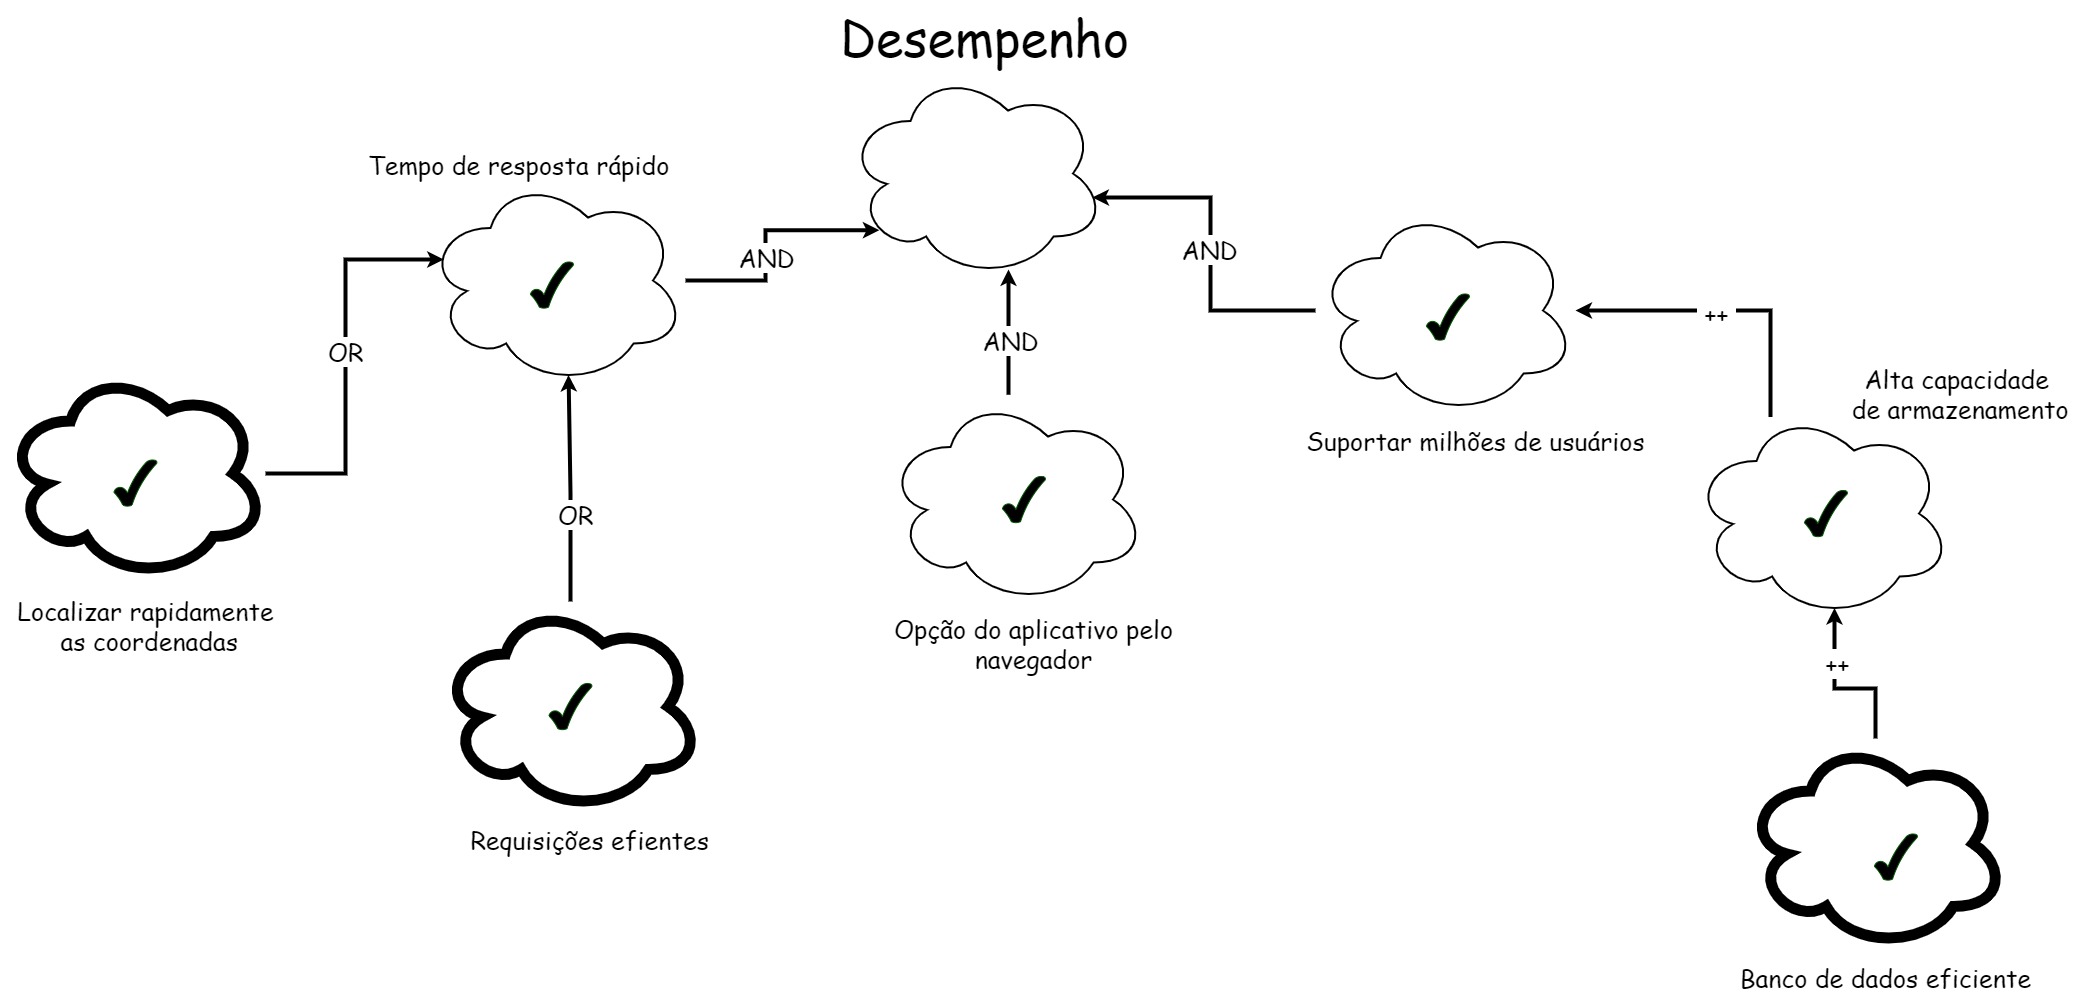 Desempenho
Tempo de resposta rápido
AND
AND
OR
AND
++
Alta capacidade
de armazenamento
Suportar milhões de usuários
OR
Localizar rapidamente
as coordenadas
Opção do aplicativo pelo
navegador
++
Requisições efientes
Banco de dados eficiente